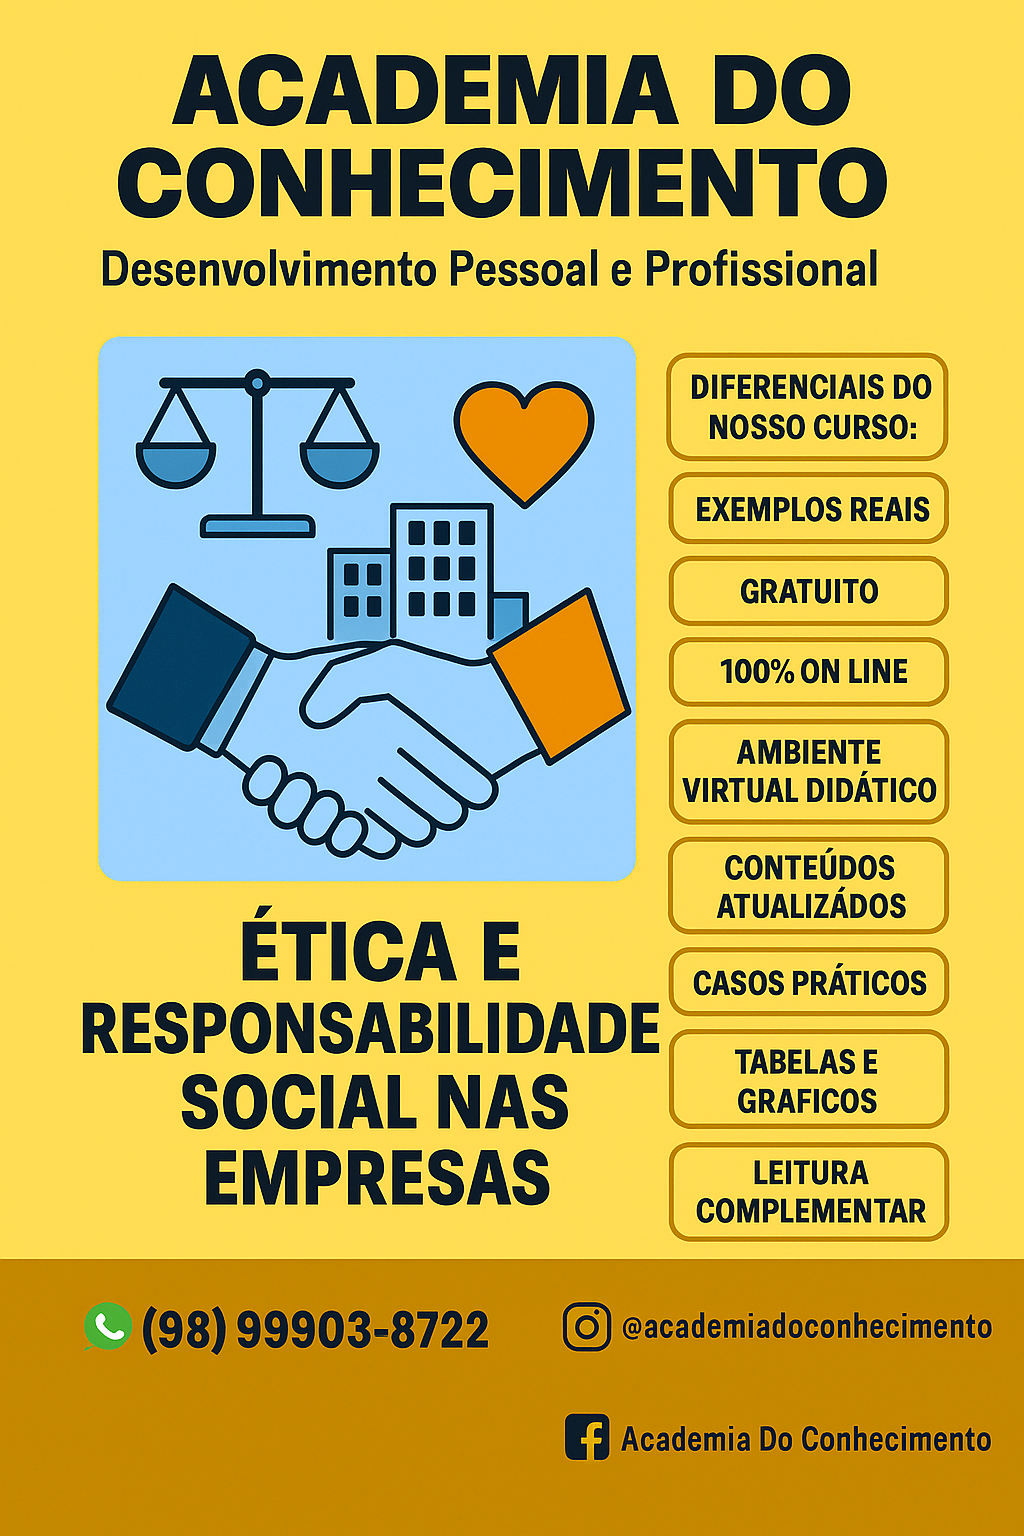 ACADEMIA DO
CONHECIMENTO
Desenvolvimento Pessoal e Profissional
DIFERENCIAIS DO
NOSSO CURSO:
EXEMPLOS REAIS
GRATUITO
100% ON LINE
AMBIENTE
VIRTUAL DIDÁTICO
CONTEÚDOS
ATUALIZÁDOS
CASOS PRÁTICOS
TABELAS E
GRAFICOS
LEITURA
COMPLEMENTAR
ÉTICA E
RESPONSABILIDADE
SOCIAL NAS
EMPRESAS
(98) 99903-8722
@academiadoconhecimento
Academia Do Conhecimento